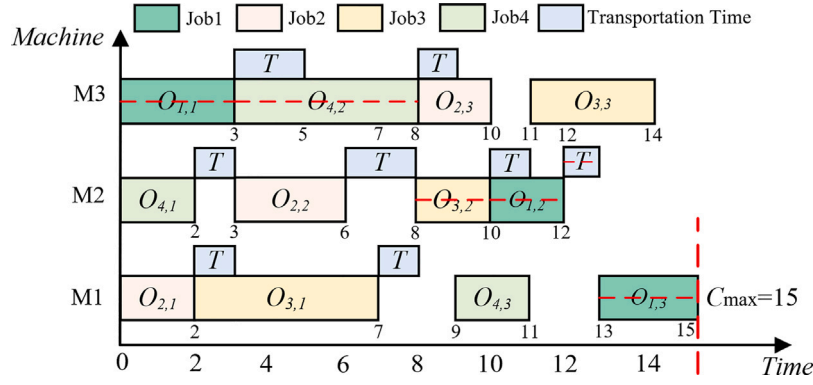 Job1 Job2 Job3 Job4 Transportation Time
Machine
T T
M3 O1,1 O4,2 O2,3 O3,3
3 5 7 8 10 11 12 14
T T T T
M2 O4,1 O2,2 O3,2 O1,2
2 3 6 8 10 12
T T
M1 O2,1 O3,1 O4,3 O1,3 Cmax=15
2 7 9 11 13 15
0 2 4 6 8 10 12 14 Time